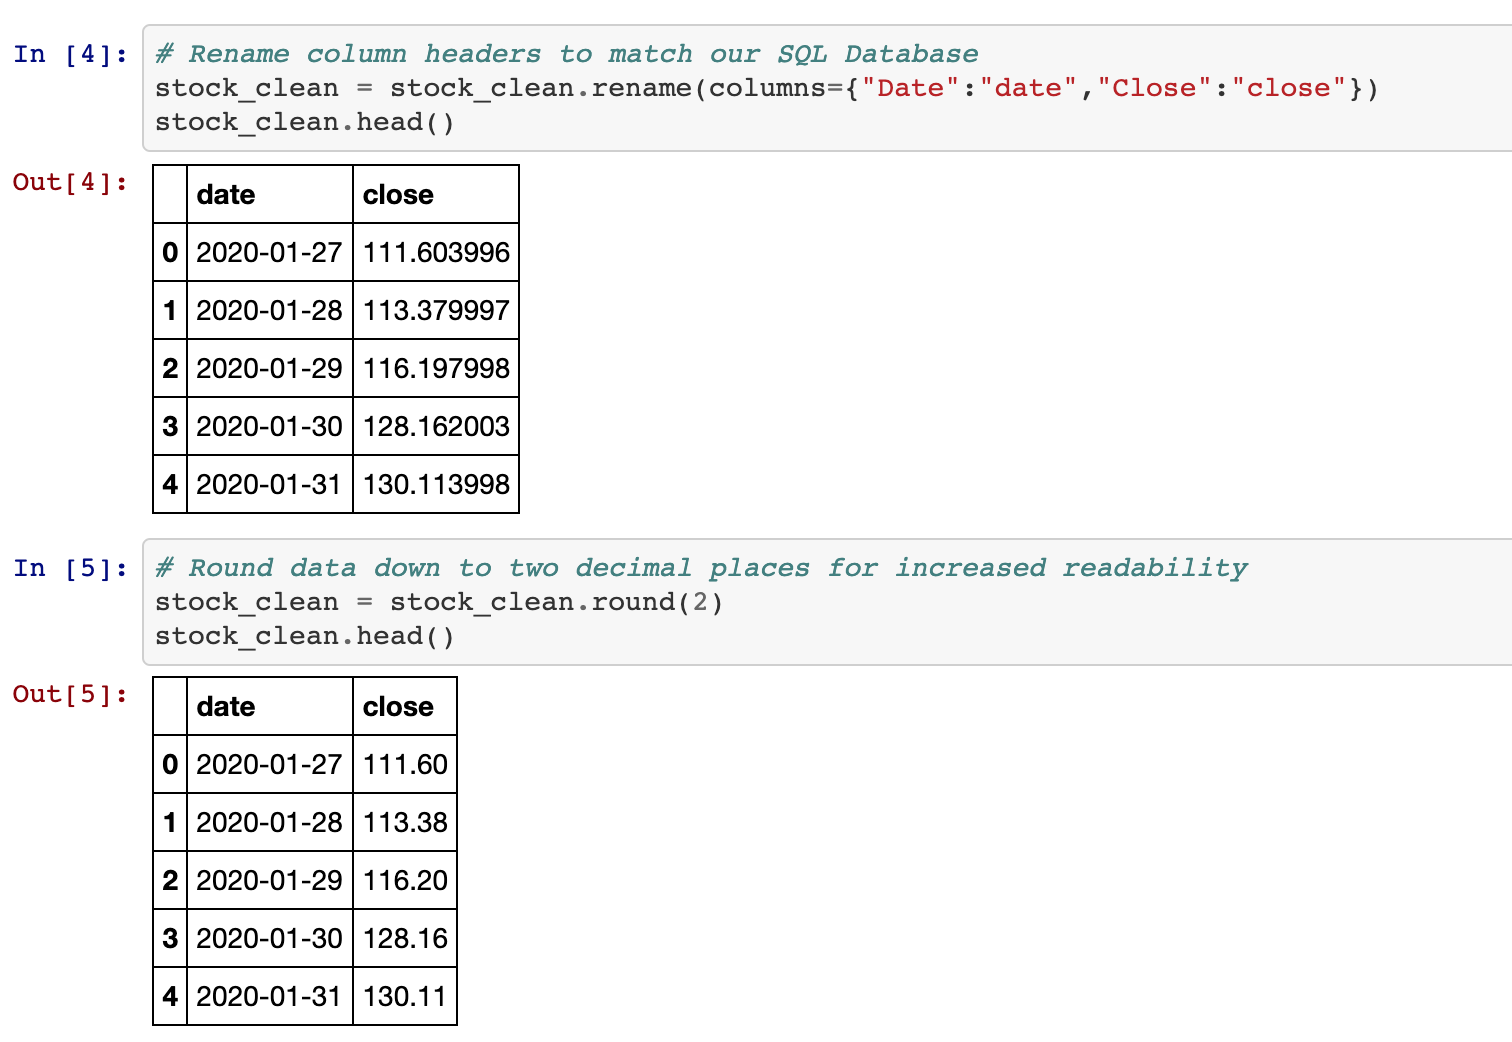 In [4]: # Rename column headers to match our SQL Database
stock_clean = stock_clean.rename(columns={"Date":"date","Close":"close"})
stock_clean.head()
Out[4]:
date close
0 2020-01-27 111.603996
1 2020-01-28 113.379997
2 2020-01-29 116.197998
3 2020-01-30 128.162003
4 2020-01-31 130.113998
In [5]: # Round data down to two decimal places for increased readability
stock_clean = stock_clean.round(2)
stock_clean.head()
Out[5]:
date close
0 2020-01-27 111.60
1 2020-01-28 113.38
2 2020-01-29 116.20
3 2020-01-30 128.16
4 2020-01-31 130.11